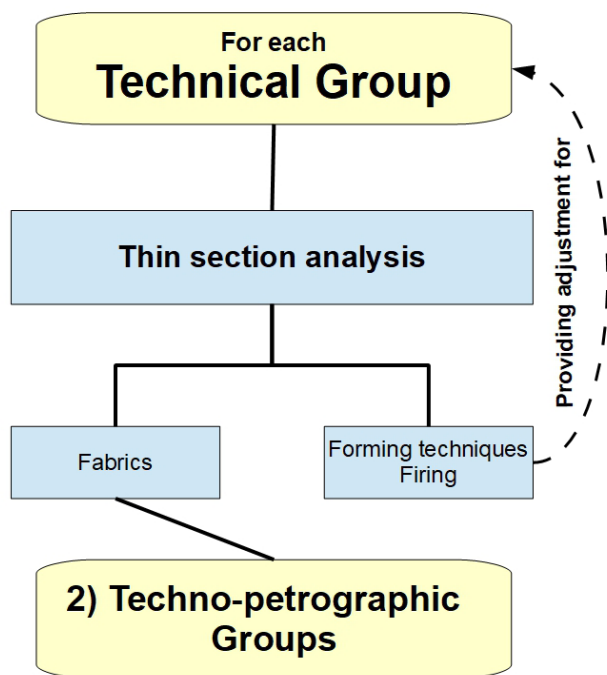 For each
Technical Group
Providing adjustment for
Thin section analysis
Fabrics
Forming techniques
Firing
2) Techno-petrographic
Groups